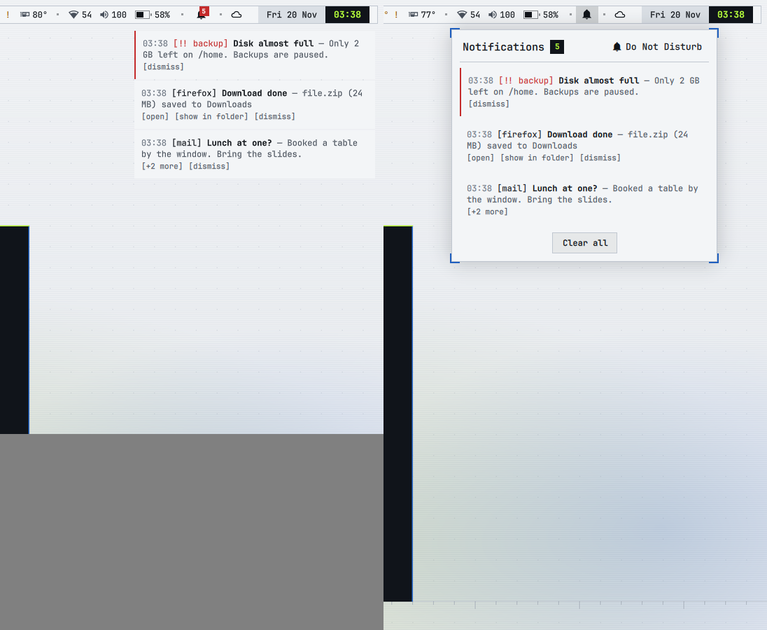 ! 80° • 54 100 58% • 5 • Fri 20 Nov 03:38
03:38 [!! backup] Disk almost full — Only 2
GB left on /home. Backups are paused.
[dismiss]
03:38 [firefox] Download done — file.zip (24
MB) saved to Downloads
[open] [show in folder] [dismiss]
03:38 [mail] Lunch at one? — Booked a table
by the window. Bring the slides.
[+2 more] [dismiss]
° ! 77° • 54 100 58% • • Fri 20 Nov 03:38
Notifications 5 Do Not Disturb
03:38 [!! backup] Disk almost full — Only 2 GB
left on /home. Backups are paused.
[dismiss]
03:38 [firefox] Download done — file.zip (24
MB) saved to Downloads
[open] [show in folder] [dismiss]
03:38 [mail] Lunch at one? — Booked a table by
the window. Bring the slides.
[+2 more]
Clear all